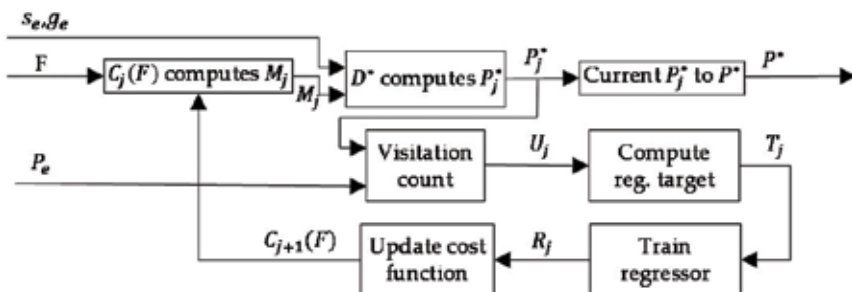 s_e,g_e
F
C_j(F) computes M_j
M_j
D* computes P_j^*
P_j^*
Current P_j^* to P*
P*
P_e
Visitation
count
U_j
Compute
reg. target
T_j
C_{j+1}(F)
Update cost
function
R_j
Train
regressor